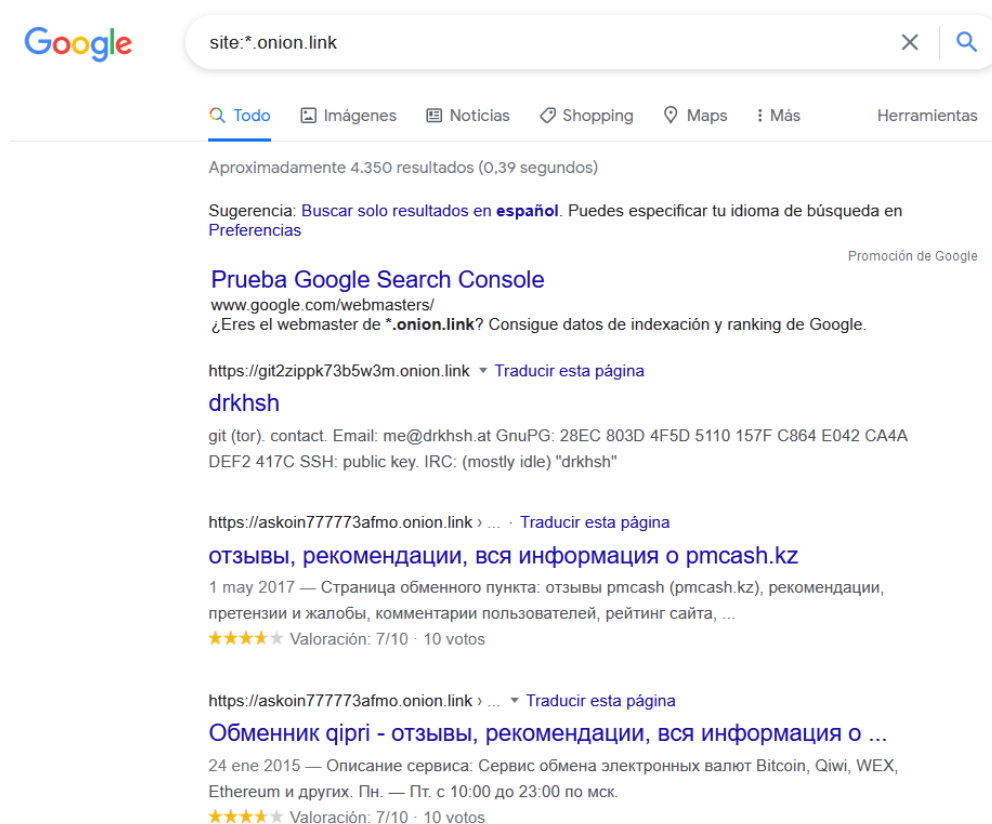 Google
site:*.onion.link
Todo Imágenes Noticias Shopping Maps Más Herramientas
Aproximadamente 4.350 resultados (0,39 segundos)
Sugerencia: Buscar solo resultados en español. Puedes especificar tu idioma de búsqueda en
Preferencias
Promoción de Google
Prueba Google Search Console
www.google.com/webmasters/
¿Eres el webmaster de *.onion.link? Consigue datos de indexación y ranking de Google.
https://git2zippk73b5w3m.onion.link Traducir esta página
drkhsh
git (tor). contact. Email: me@drkhsh.at GnuPG: 28EC 803D 4F5D 5110 157F C864 E042 CA4A
DEF2 417C SSH: public key. IRC: (mostly idle) "drkhsh"
https://askoin777773afmo.onion.link › ... · Traducir esta página
отзывы, рекомендации, вся информация о pmcash.kz
1 may 2017 — Страница обменного пункта: отзывы pmcash (pmcash.kz), рекомендации,
претензии и жалобы, комментарии пользователей, рейтинг сайта, ...
Valoración: 7/10 · 10 votos
https://askoin777773afmo.onion.link › ... Traducir esta página
Обменник qipri - отзывы, рекомендации, вся информация о ...
24 ene 2015 — Описание сервиса: Сервис обмена электронных валют Bitcoin, Qiwi, WEX,
Ethereum и других. Пн. — Пт. с 10:00 до 23:00 по мск.
Valoración: 7/10 · 10 votos